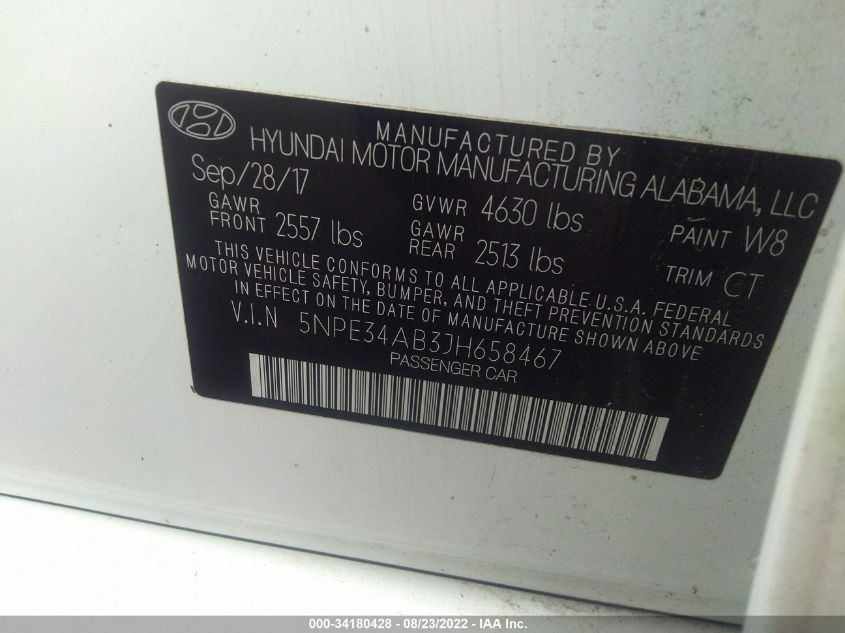 MANUFACTURED BY
HYUNDAI MOTOR MANUFACTURING ALABAMA, LLC
Sep/28/17
GVWR 4630 lbs
PAINT W8
GAWR FRONT 2557 lbs
GAWR REAR 2513 lbs
TRIM CT
THIS VEHICLE CONFORMS TO ALL APPLICABLE U.S.A. FEDERAL
MOTOR VEHICLE SAFETY, BUMPER, AND THEFT PREVENTION STANDARDS
IN EFFECT ON THE DATE OF MANUFACTURE SHOWN ABOVE
V.I.N 5NPE34AB3JH658467
PASSENGER CAR
000-34180428 - 08/23/2022 - IAA Inc.